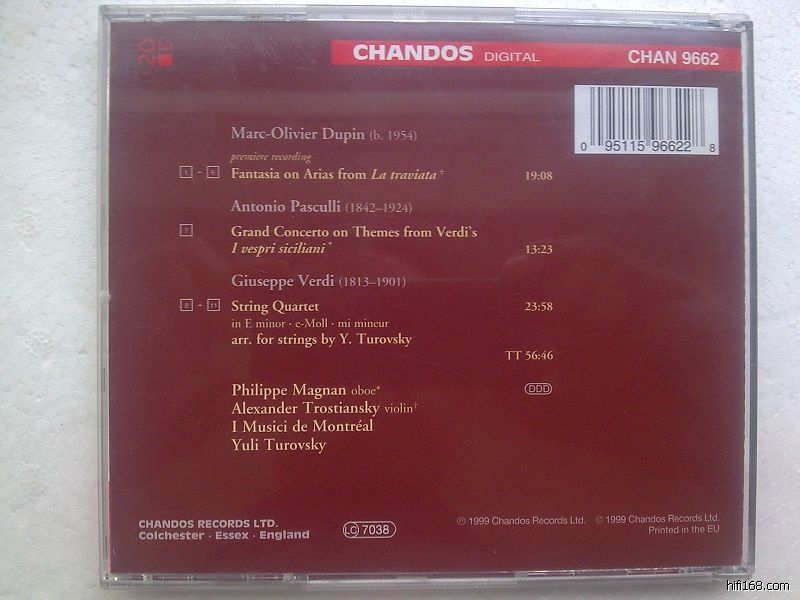 CHANDOS DIGITAL CHAN 9662
20
0 95115 96622 8
Marc-Olivier Dupin (b. 1954)
premiere recording
1 - 6 Fantasia on Arias from La traviata† 19:08
Antonio Pasculli (1842–1924)
7 Grand Concerto on Themes from Verdi's
I vespri siciliani* 13:23
Giuseppe Verdi (1813–1901)
8 - 11 String Quartet 23:58
in E minor · e-Moll · mi mineur
arr. for strings by Y. Turovsky
TT 56:46
Philippe Magnan oboe* DDD
Alexander Trostiansky violin†
I Musici de Montréal
Yuli Turovsky
CHANDOS RECORDS LTD.
Colchester · Essex · England
LC 7038
℗ 1999 Chandos Records Ltd. © 1999 Chandos Records Ltd.
Printed in the EU
hifi168.com